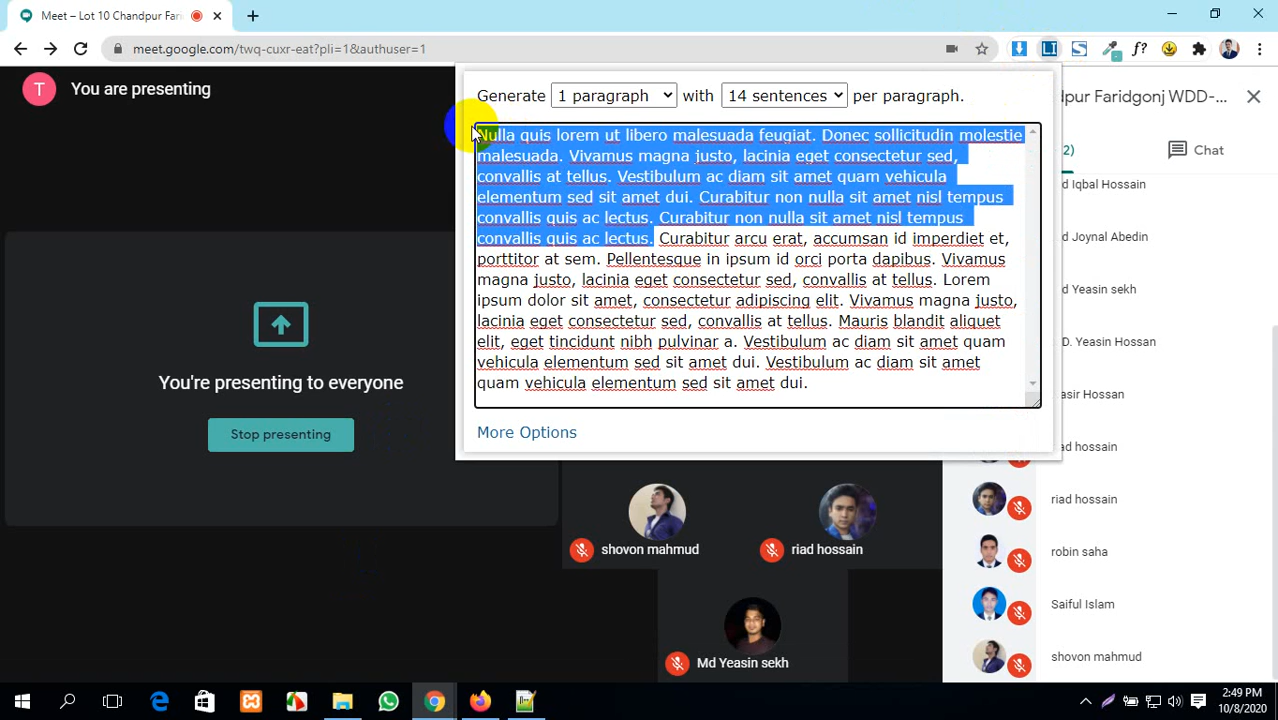 Meet – Lot 10 Chandpur Fari
meet.google.com/twq-cuxr-eat?pli=1&authuser=1
LI
S
f?
T
You are presenting
Generate 1 paragraph with 14 sentences per paragraph.
dpur Faridgonj WDD-...
Nulla quis lorem ut libero malesuada feugiat. Donec sollicitudin molestie
malesuada. Vivamus magna justo, lacinia eget consectetur sed,
convallis at tellus. Vestibulum ac diam sit amet quam vehicula
elementum sed sit amet dui. Curabitur non nulla sit amet nisl tempus
convallis quis ac lectus. Curabitur non nulla sit amet nisl tempus
convallis quis ac lectus. Curabitur arcu erat, accumsan id imperdiet et,
porttitor at sem. Pellentesque in ipsum id orci porta dapibus. Vivamus
magna justo, lacinia eget consectetur sed, convallis at tellus. Lorem
ipsum dolor sit amet, consectetur adipiscing elit. Vivamus magna justo,
lacinia eget consectetur sed, convallis at tellus. Mauris blandit aliquet
elit, eget tincidunt nibh pulvinar a. Vestibulum ac diam sit amet quam
vehicula elementum sed sit amet dui. Vestibulum ac diam sit amet
quam vehicula elementum sed sit amet dui.
More Options
2)
Chat
d Iqbal Hossain
d Joynal Abedin
d Yeasin sekh
D. Yeasin Hossan
asir Hossan
ad hossain
riad hossain
robin saha
Saiful Islam
shovon mahmud
You're presenting to everyone
Stop presenting
shovon mahmud
riad hossain
Md Yeasin sekh
2:49 PM
10/8/2020